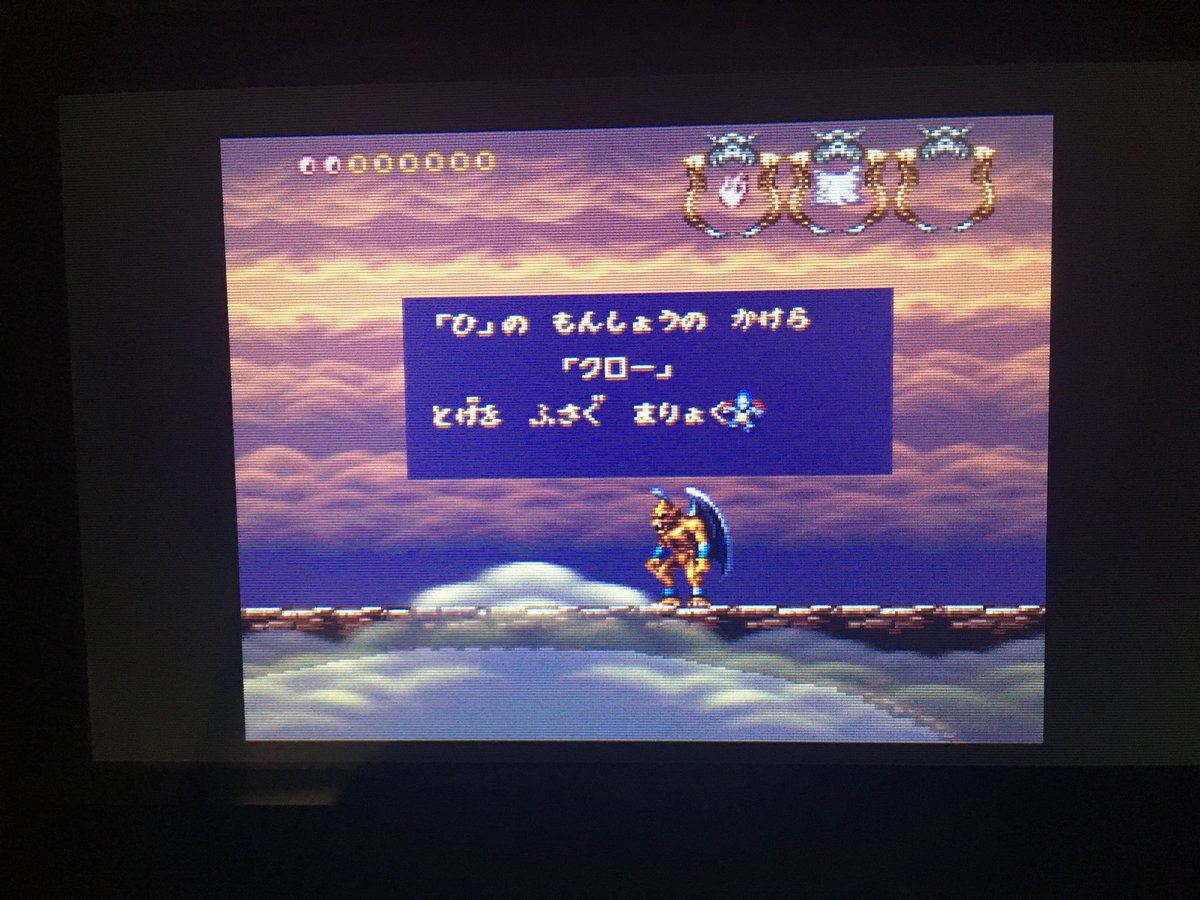 「ひ」の もんしょうの かけら
「クロー」
とげを ふさぐ まりょく